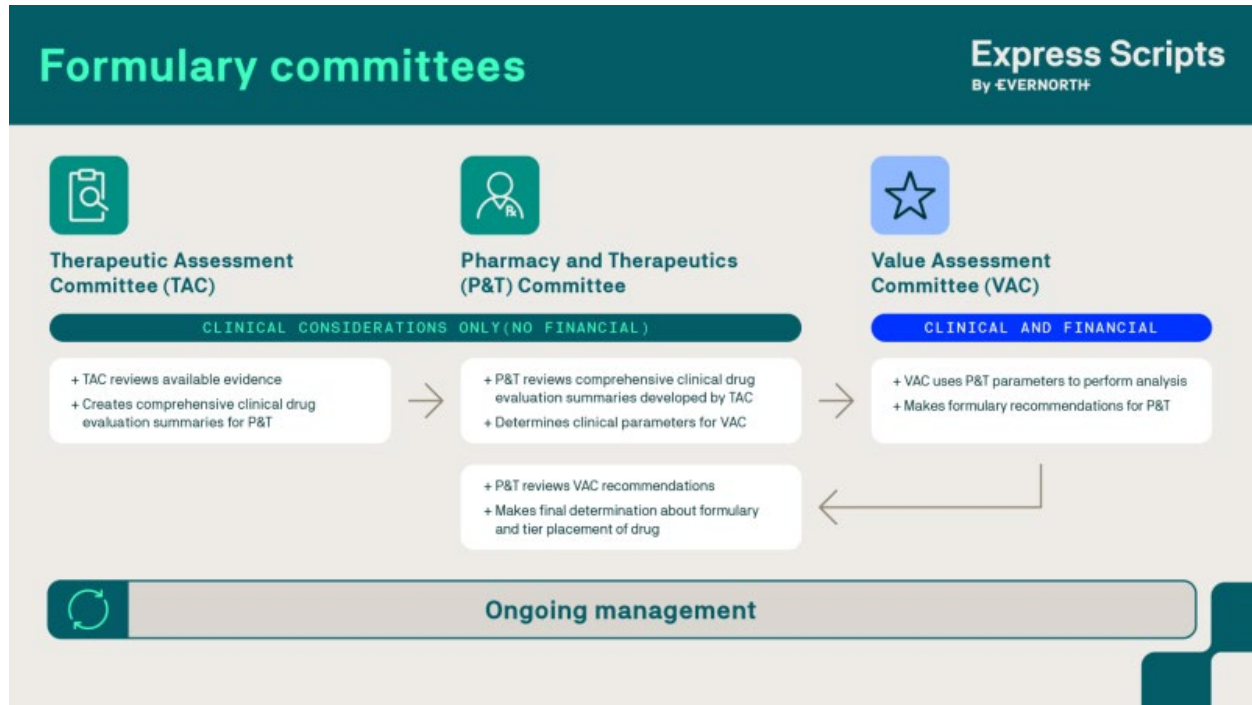 Formulary committees
Express Scripts
By EVERNORTH
Therapeutic Assessment
Committee (TAC)
Pharmacy and Therapeutics
(P&T) Committee
Value Assessment
Committee (VAC)
CLINICAL CONSIDERATIONS ONLY(NO FINANCIAL)
CLINICAL AND FINANCIAL
+ TAC reviews available evidence
+ Creates comprehensive clinical drug
evaluation summaries for P&T
+ P&T reviews comprehensive clinical drug
evaluation summaries developed by TAC
+ Determines clinical parameters for VAC
+ VAC uses P&T parameters to perform analysis
+ Makes formulary recommendations for P&T
+ P&T reviews VAC recommendations
+ Makes final determination about formulary
and tier placement of drug
Ongoing management